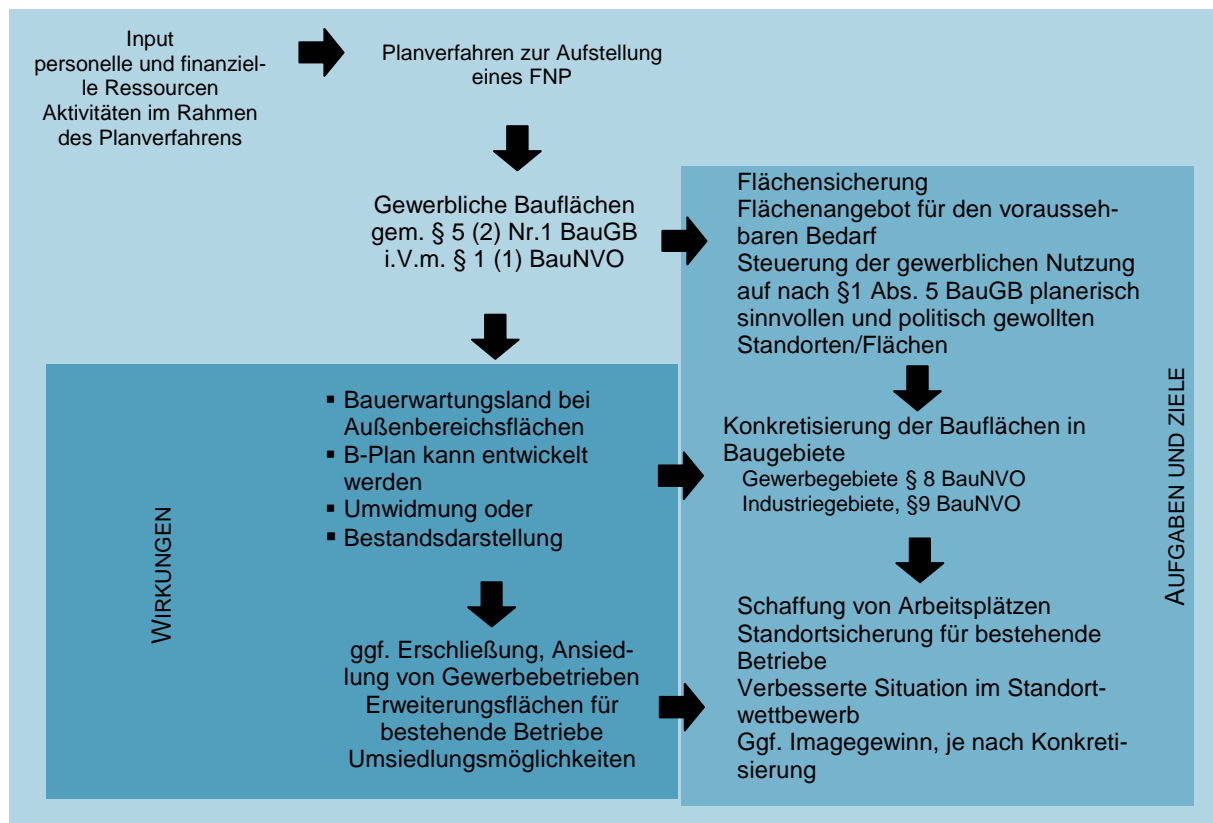 Input
personelle und finanziel-
le Ressourcen
Aktivitäten im Rahmen
des Planverfahrens
Planverfahren zur Aufstellung
eines FNP
Gewerbliche Bauflächen
gem. § 5 (2) Nr.1 BauGB
i.V.m. § 1 (1) BauNVO
Flächensicherung
Flächenangebot für den vorausseh-
baren Bedarf
Steuerung der gewerblichen Nutzung
auf nach §1 Abs. 5 BauGB planerisch
sinnvollen und politisch gewollten
Standorten/Flächen
WIRKUNGEN
▪ Bauerwartungsland bei
Außenbereichsflächen
▪ B-Plan kann entwickelt
werden
▪ Umwidmung oder
▪ Bestandsdarstellung
Konkretisierung der Bauflächen in
Baugebiete
Gewerbegebiete § 8 BauNVO
Industriegebiete, §9 BauNVO
AUFGABEN UND ZIELE
ggf. Erschließung, Ansied-
lung von Gewerbebetrieben
Erweiterungsflächen für
bestehende Betriebe
Umsiedlungsmöglichkeiten
Schaffung von Arbeitsplätzen
Standortsicherung für bestehende
Betriebe
Verbesserte Situation im Standort-
wettbewerb
Ggf. Imagegewinn, je nach Konkreti-
sierung